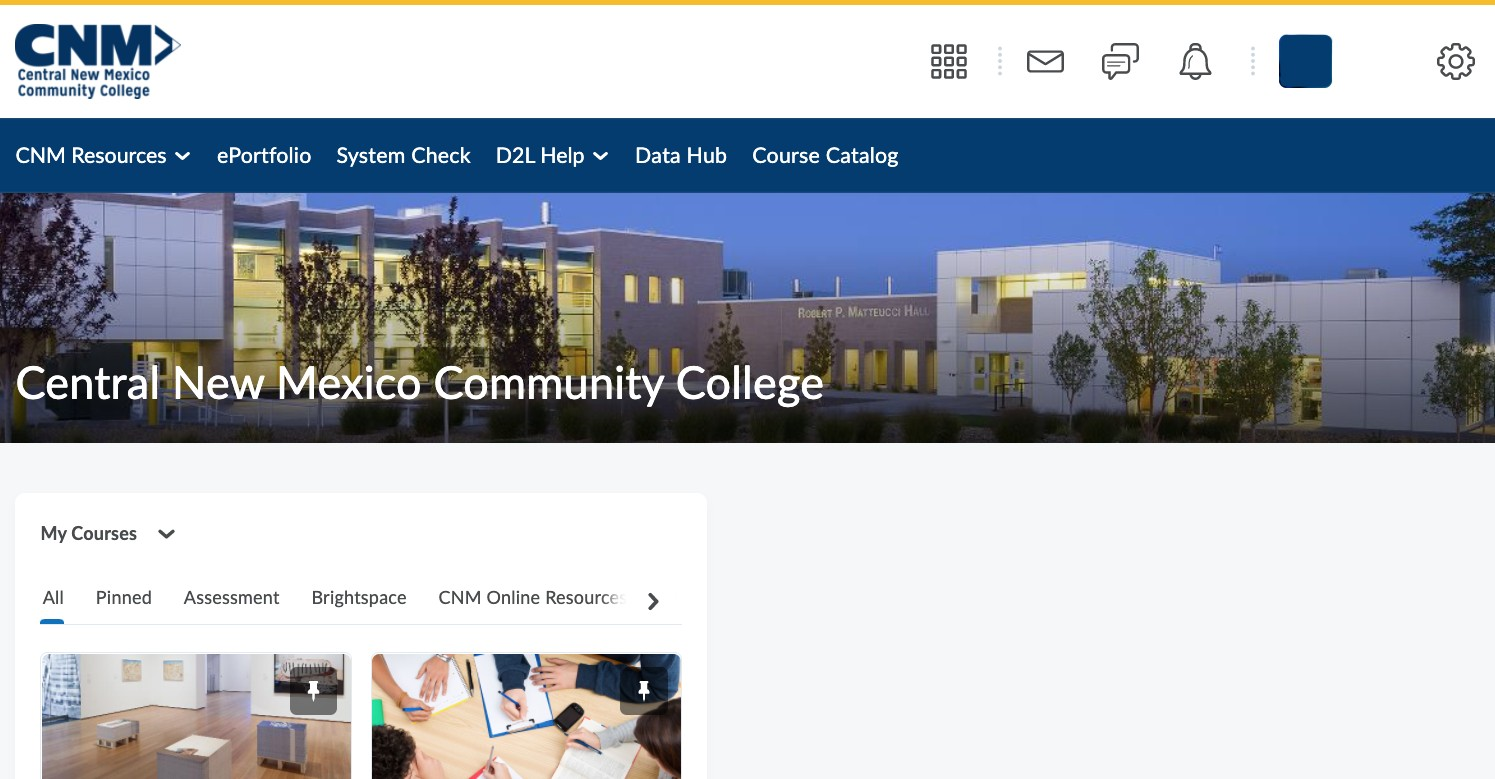 CNM
Central New Mexico
Community College
CNM Resources ePortfolio System Check D2L Help Data Hub Course Catalog
ROBERT P. MATTEUCCI HALL
Central New Mexico Community College
My Courses
All Pinned Assessment Brightspace CNM Online Resources